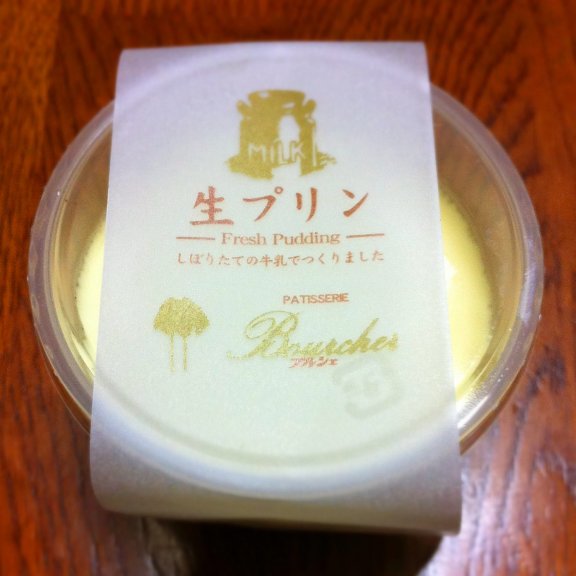 MILK
生プリン
Fresh Pudding
しぼりたての牛乳でつくりました
PATISSERIE
Bourcher
ブルシェ